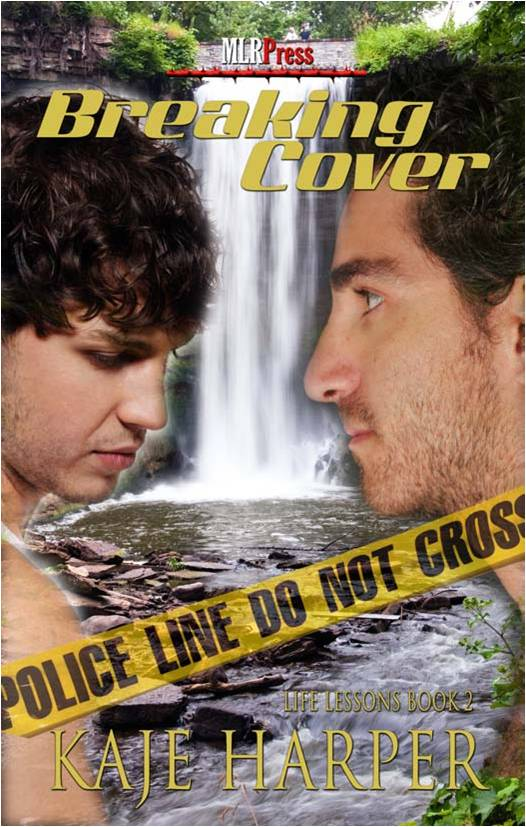 MLRPress
Breaking
Cover
POLICE LINE DO NOT CROSS
LIFE LESSONS BOOK 2
KAJE HARPER